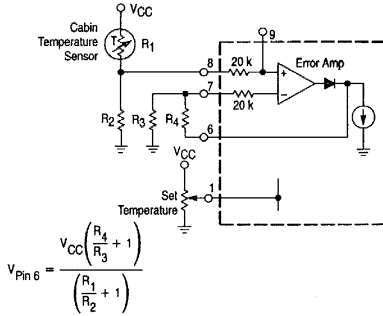 VCC
Cabin
Temperature
Sensor
T
R1
8
20 k
9
+
Error Amp
7
20 k
−
R2
R3
R4
6
VCC
Set
Temperature
1
V Pin 6 = VCC(R4/R3 + 1) / (R1/R2 + 1)